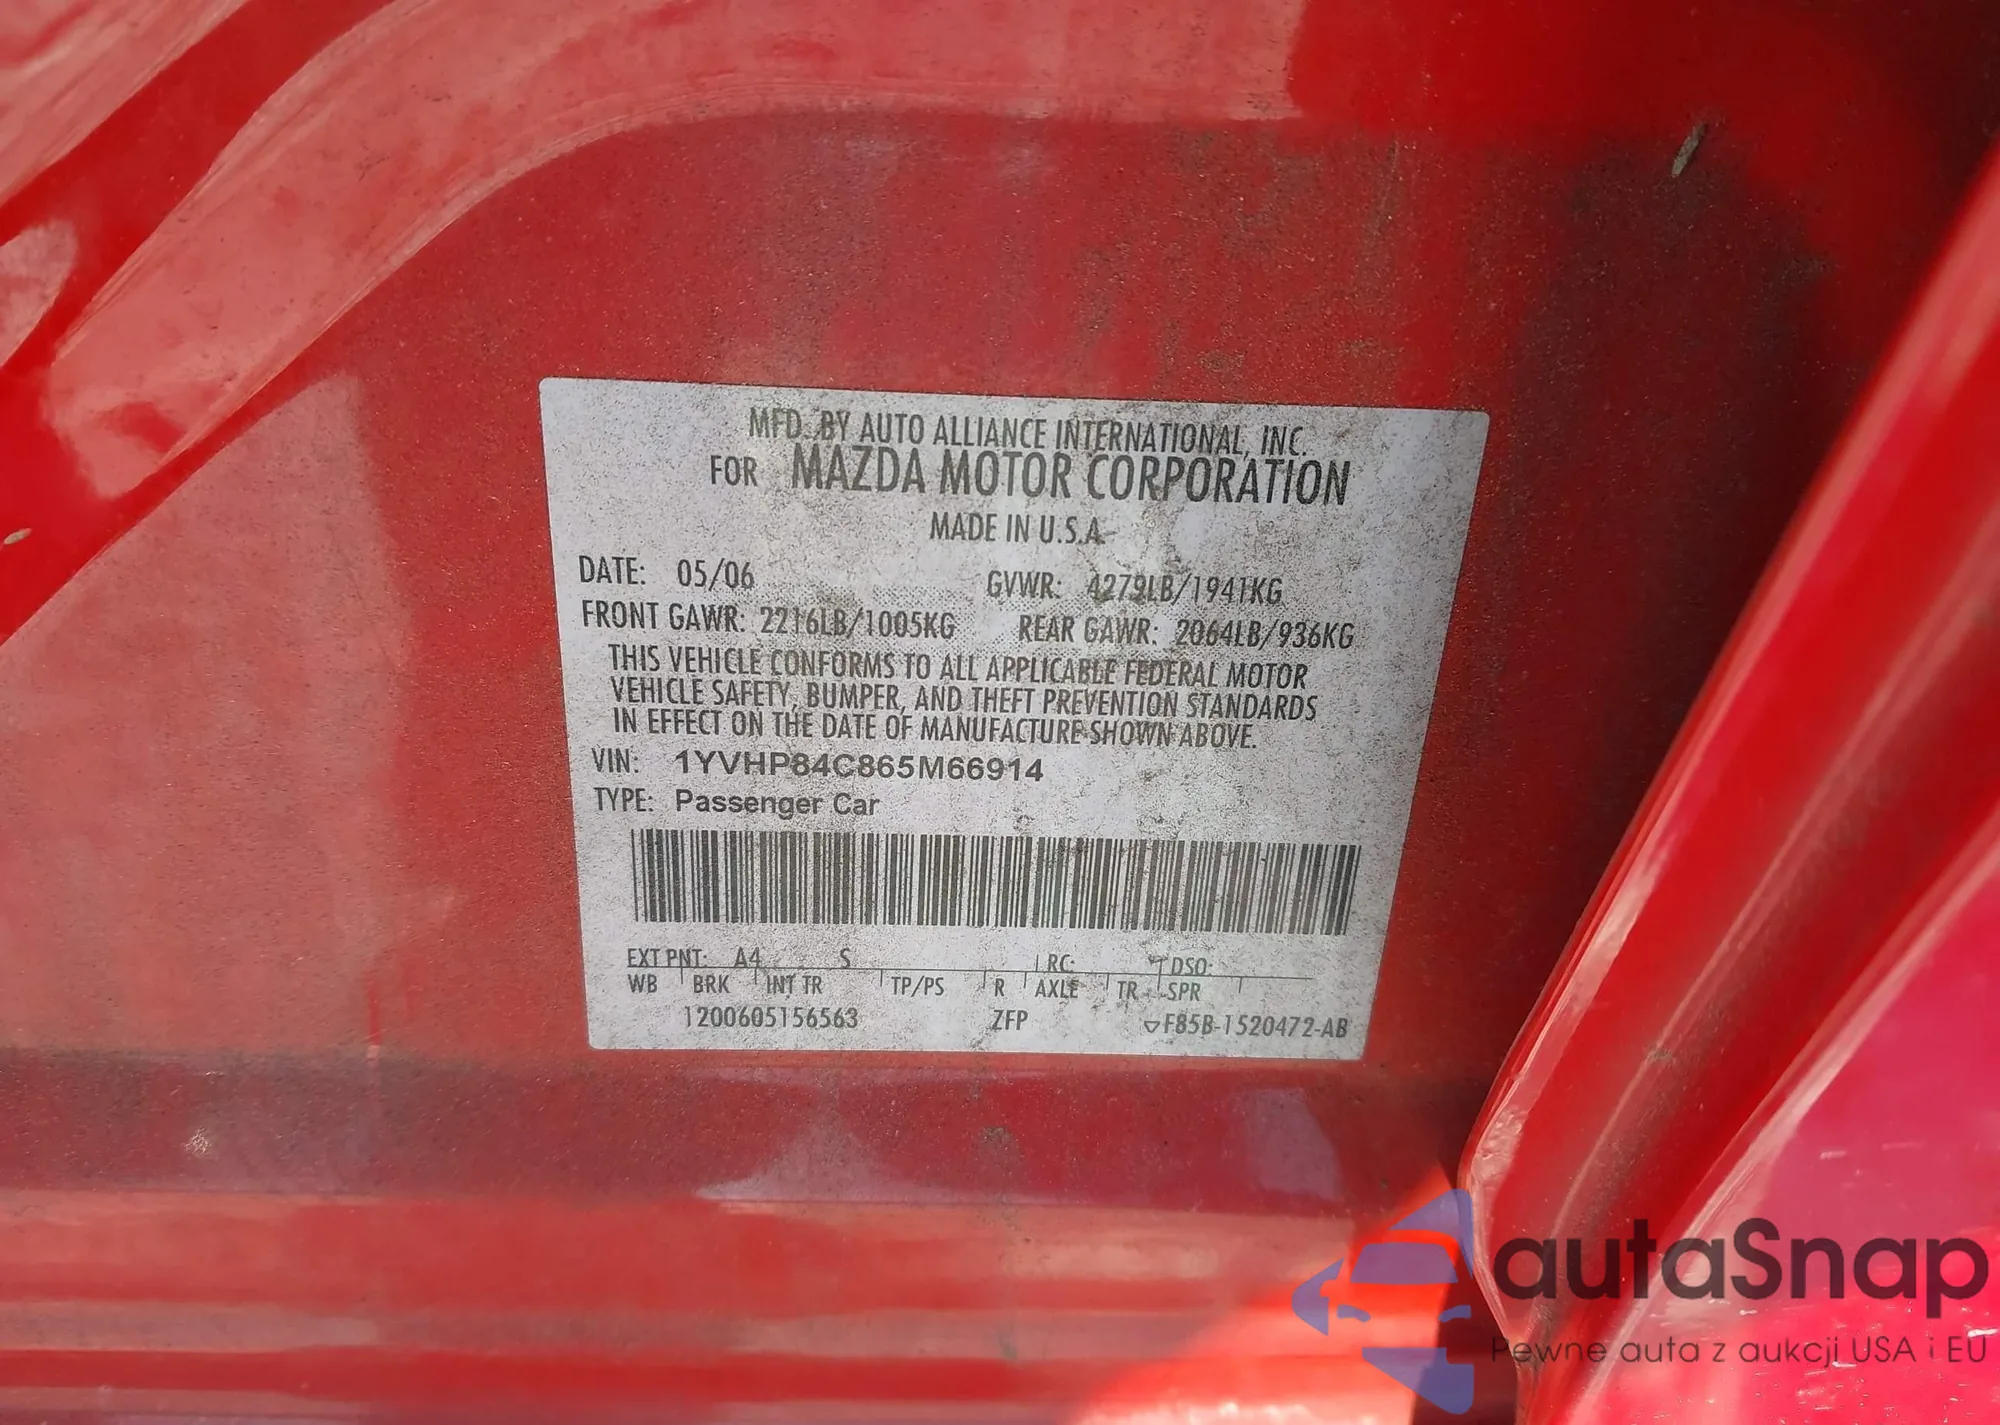 MFD. BY AUTO ALLIANCE INTERNATIONAL, INC.
FOR MAZDA MOTOR CORPORATION
MADE IN U.S.A.
DATE: 05/06 GVWR: 4279LB/1941KG
FRONT GAWR: 2216LB/1005KG REAR GAWR: 2064LB/936KG
THIS VEHICLE CONFORMS TO ALL APPLICABLE FEDERAL MOTOR
VEHICLE SAFETY, BUMPER, AND THEFT PREVENTION STANDARDS
IN EFFECT ON THE DATE OF MANUFACTURE SHOWN ABOVE.
VIN: 1YVHP84C865M66914
TYPE: Passenger Car
EXT PNT: A4 S RC: DSO:
WB BRK INT TR TP/PS R AXLE TR SPR
1200605156563 ZFP F85B-1520472-AB
autaSnap
Pewne auta z aukcji USA i EU